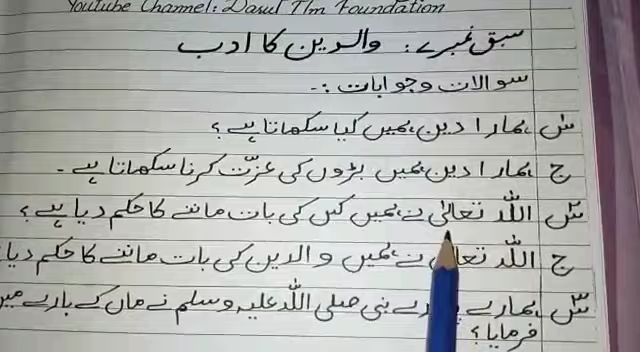 Youtube Channel: Darul Ilm Foundation
سبق نمبر ۷: والدین کا ادب
سوالات و جوابات :-
س ہمارا دین ہمیں کیا سکھاتا ہے؟
ج ہمارا دین ہمیں بڑوں کی عزّت کرنا سکھاتا ہے۔
س اللہ تعالیٰ نے ہمیں کس کی بات ماننے کا حکم دیا ہے؟
ج اللہ تعالیٰ نے ہمیں والدین کی بات ماننے کا حکم دیا
س ہمارے پیارے نبی صلی اللہ علیہ وسلم نے ماں کے بارے میں
فرمایا؟